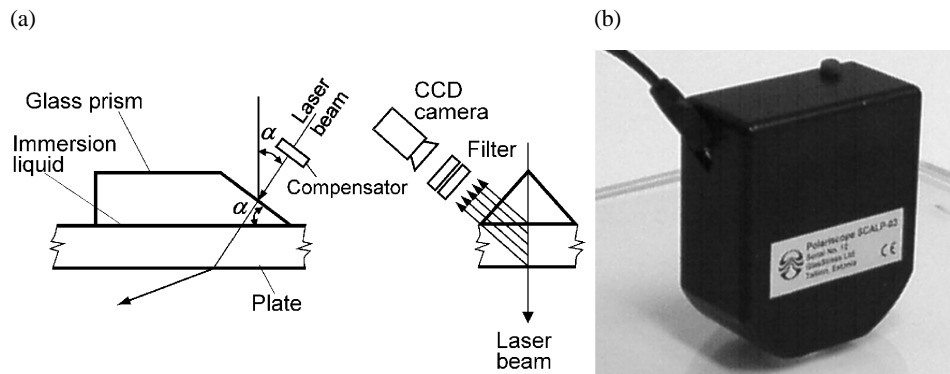 (a)
(b)
Glass prism
Immersion
liquid
α
α
Laser
beam
Compensator
Plate
CCD
camera
Filter
Laser
beam
Polariscope SCALP-03
Serial No. 12
GlasStress Ltd
Tallinn, Estonia
CE